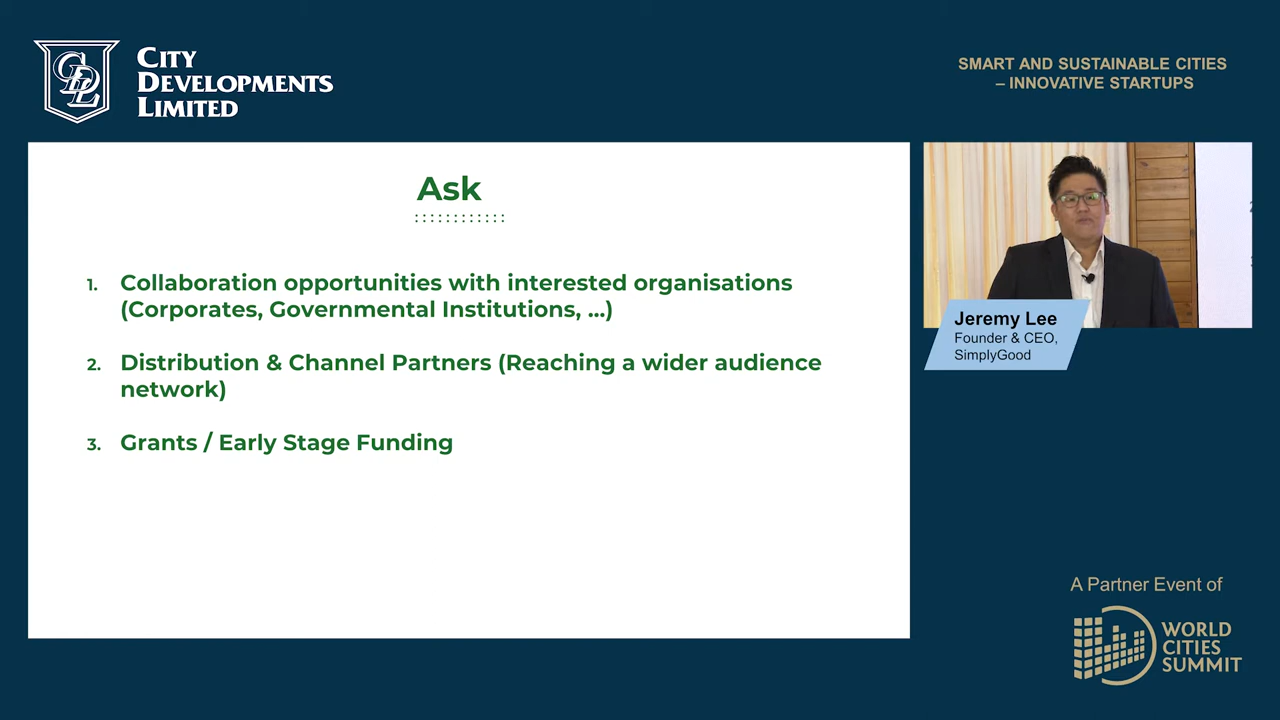 CDL
CITY
DEVELOPMENTS
LIMITED
SMART AND SUSTAINABLE CITIES
– INNOVATIVE STARTUPS
Ask
1. Collaboration opportunities with interested organisations
(Corporates, Governmental Institutions, ...)
2. Distribution & Channel Partners (Reaching a wider audience
network)
3. Grants / Early Stage Funding
Jeremy Lee
Founder & CEO,
SimplyGood
A Partner Event of
WORLD
CITIES
SUMMIT